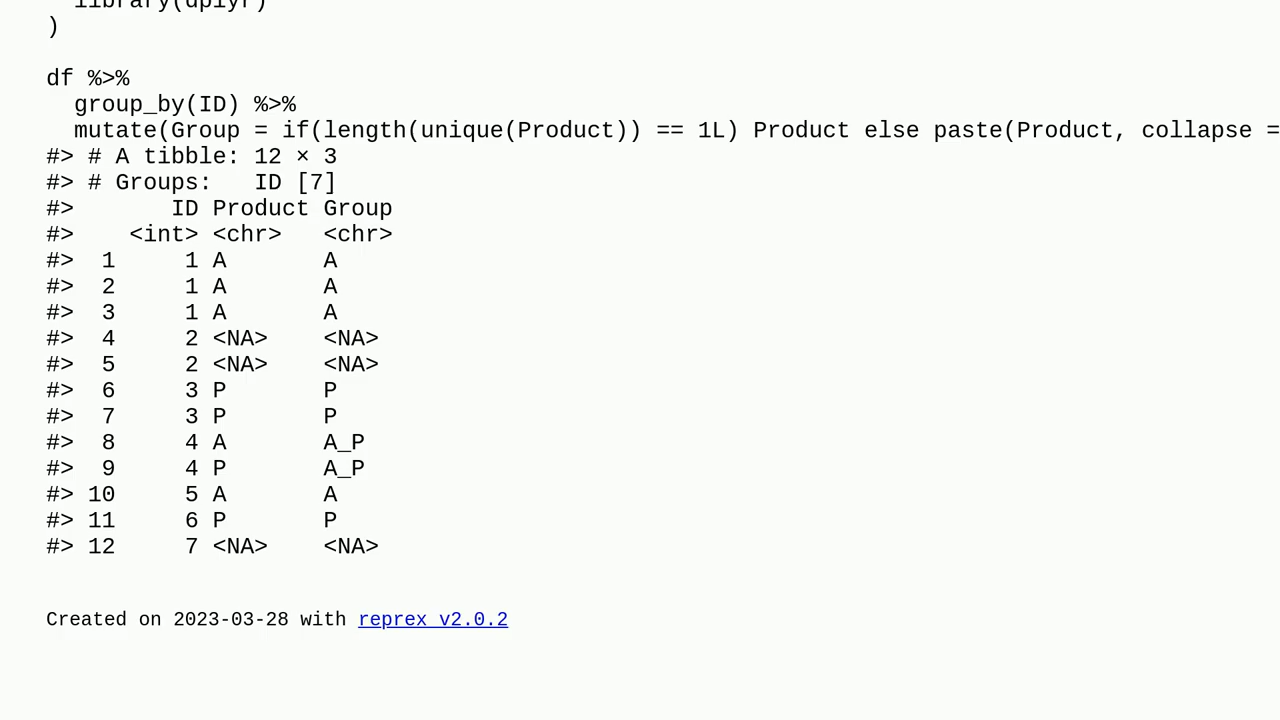 library(dplyr)
)
df %>%
  group_by(ID) %>%
  mutate(Group = if(length(unique(Product)) == 1L) Product else paste(Product, collapse =
#> # A tibble: 12 × 3
#> # Groups:   ID [7]
#>       ID Product Group
#>    <int> <chr>   <chr>
#>  1     1 A       A
#>  2     1 A       A
#>  3     1 A       A
#>  4     2 <NA>    <NA>
#>  5     2 <NA>    <NA>
#>  6     3 P       P
#>  7     3 P       P
#>  8     4 A       A_P
#>  9     4 P       A_P
#> 10     5 A       A
#> 11     6 P       P
#> 12     7 <NA>    <NA>
Created on 2023-03-28 with reprex v2.0.2